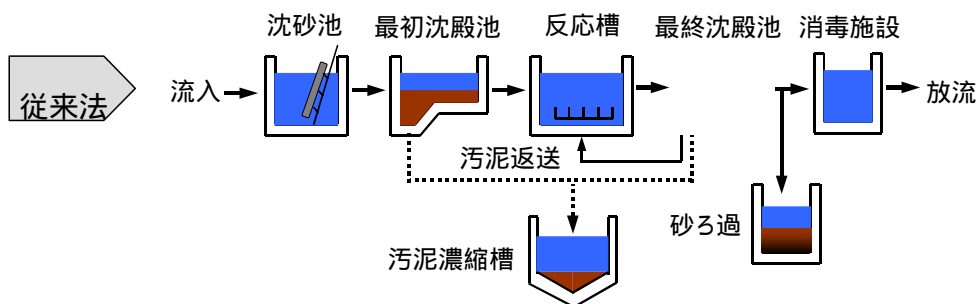 従来法
流入
沈砂池
最初沈殿池
反応槽
最終沈殿池
消毒施設
放流
汚泥返送
砂ろ過
汚泥濃縮槽